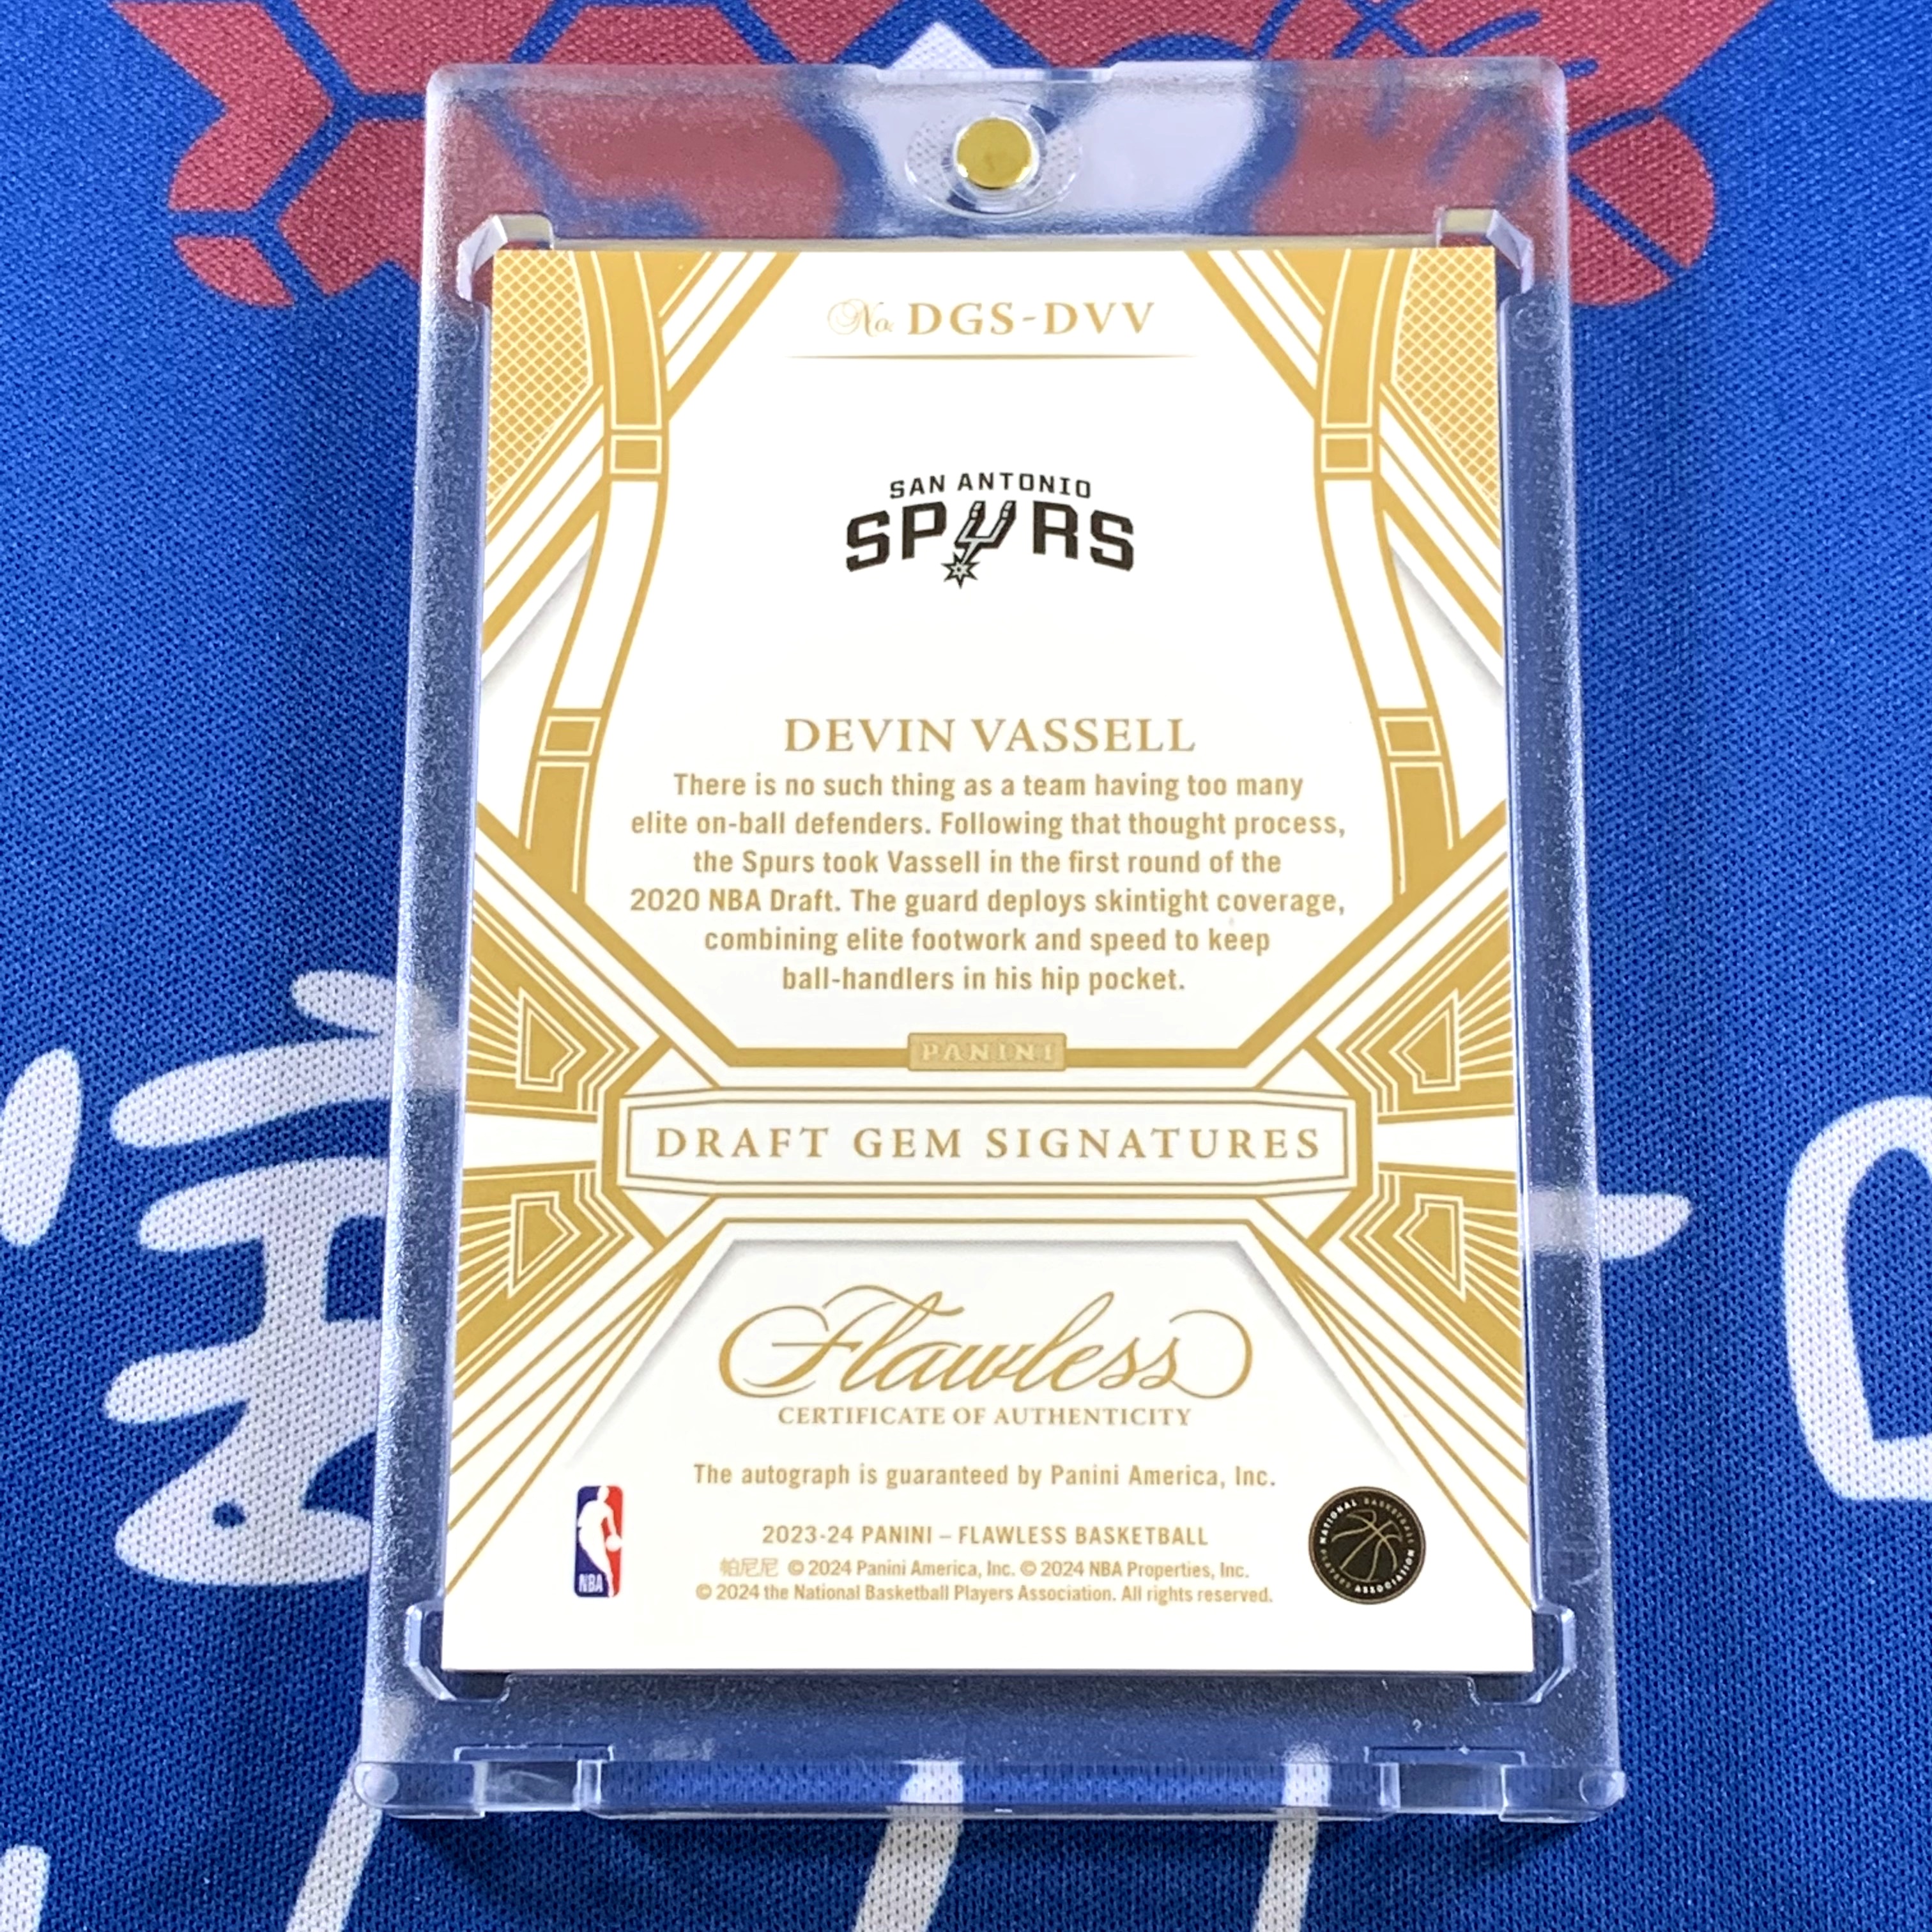 No DGS-DVV
SAN ANTONIO
SPURS
DEVIN VASSELL
There is no such thing as a team having too many
elite on-ball defenders. Following that thought process,
the Spurs took Vassell in the first round of the
2020 NBA Draft. The guard deploys skintight coverage,
combining elite footwork and speed to keep
ball-handlers in his hip pocket.
PANINI
DRAFT GEM SIGNATURES
Flawless
CERTIFICATE OF AUTHENTICITY
The autograph is guaranteed by Panini America, Inc.
2023-24 PANINI – FLAWLESS BASKETBALL
帕尼尼 © 2024 Panini America, Inc. © 2024 NBA Properties, Inc.
© 2024 the National Basketball Players Association. All rights reserved.
NBA
NATIONAL BASKETBALL
PLAYERS ASSOCIATION